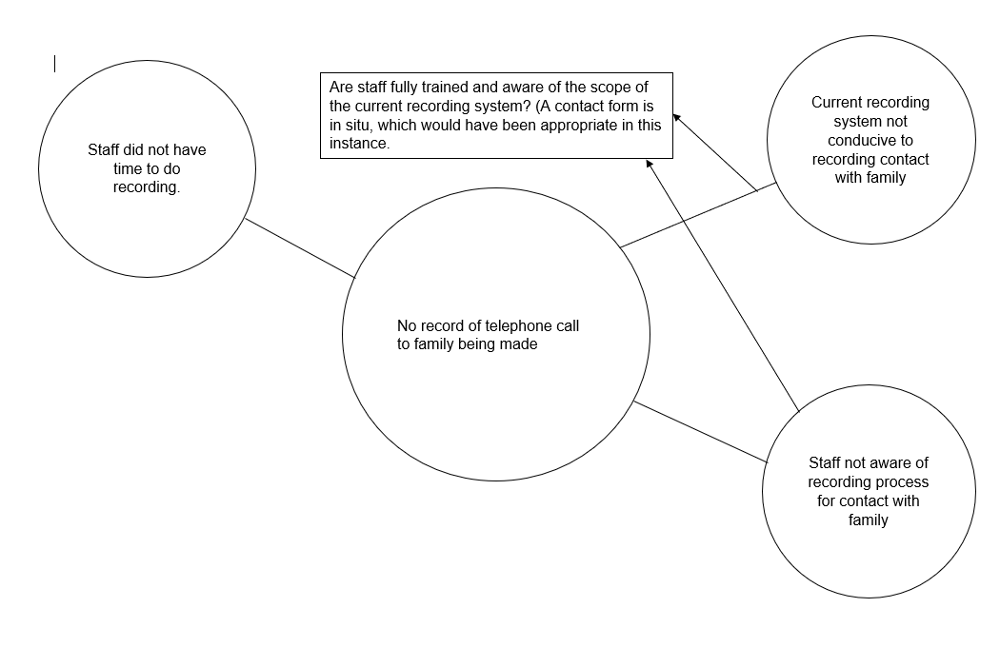 Staff did not have
time to do
recording.
Are staff fully trained and aware of the scope of
the current recording system? (A contact form is
in situ, which would have been appropriate in this
instance.
Current recording
system not
conducive to
recording contact
with family
No record of telephone call
to family being made
Staff not aware of
recording process
for contact with
family